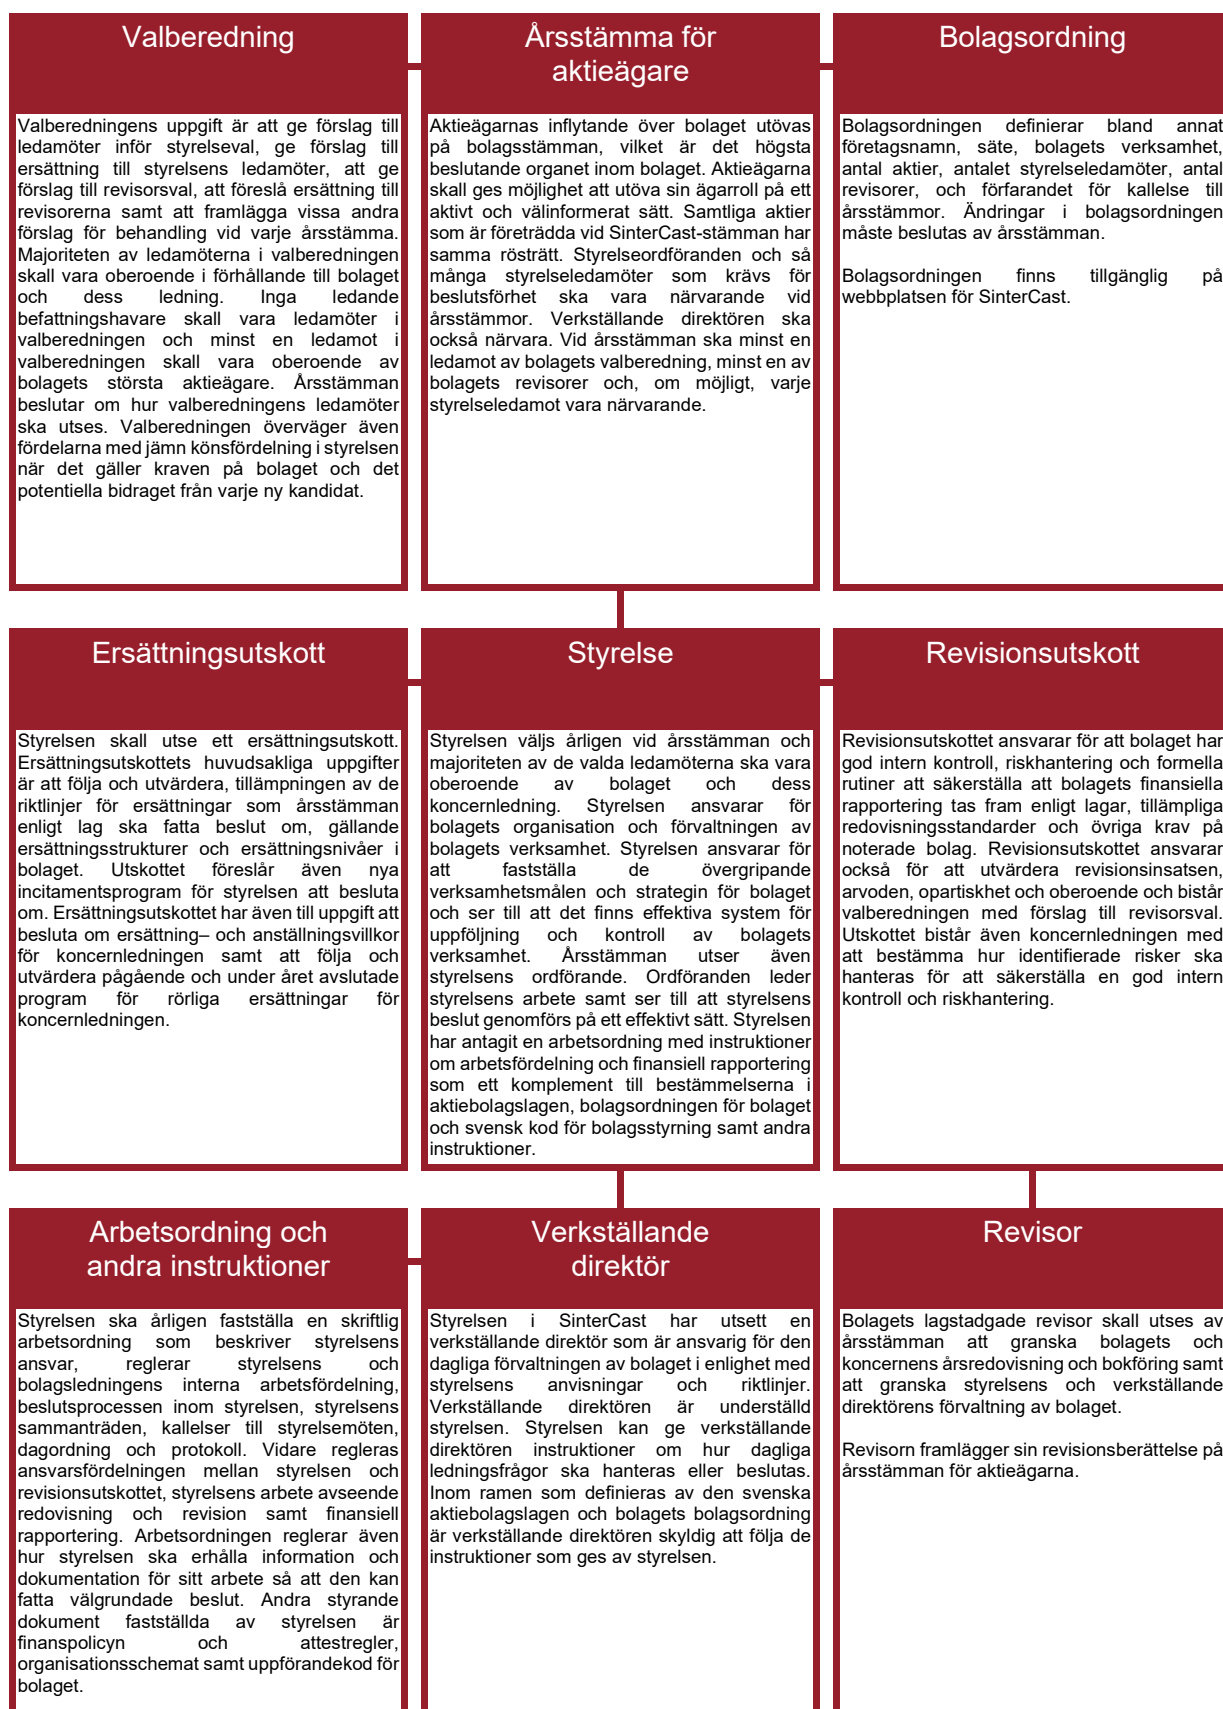 Valberedning
Valberedningens uppgift är att ge förslag till
ledamöter inför styrelseval, ge förslag till
ersättning till styrelsens ledamöter, att ge
förslag till revisorsval, att föreslå ersättning till
revisorerna samt att framlägga vissa andra
förslag för behandling vid varje årsstämma.
Majoriteten av ledamöterna i valberedningen
skall vara oberoende i förhållande till bolaget
och dess ledning. Inga ledande
befattningshavare skall vara ledamöter i
valberedningen och minst en ledamot i
valberedningen skall vara oberoende av
bolagets största aktieägare. Årsstämman
beslutar om hur valberedningens ledamöter
ska utses. Valberedningen överväger även
fördelarna med jämn könsfördelning i styrelsen
när det gäller kraven på bolaget och det
potentiella bidraget från varje ny kandidat.
Årsstämma för
aktieägare
Aktieägarnas inflytande över bolaget utövas
på bolagsstämman, vilket är det högsta
beslutande organet inom bolaget. Aktieägarna
skall ges möjlighet att utöva sin ägarroll på ett
aktivt och välinformerat sätt. Samtliga aktier
som är företrädda vid SinterCast-stämman har
samma rösträtt. Styrelseordföranden och så
många styrelseledamöter som krävs för
beslutsförhet ska vara närvarande vid
årsstämmor. Verkställande direktören ska
också närvara. Vid årsstämman ska minst en
ledamot av bolagets valberedning, minst en av
bolagets revisorer och, om möjligt, varje
styrelseledamot vara närvarande.
Bolagsordning
Bolagsordningen definierar bland annat
företagsnamn, säte, bolagets verksamhet,
antal aktier, antalet styrelseledamöter, antal
revisorer, och förfarandet för kallelse till
årsstämmor. Ändringar i bolagsordningen
måste beslutas av årsstämman.
Bolagsordningen finns tillgänglig på
webbplatsen för SinterCast.
Ersättningsutskott
Styrelsen skall utse ett ersättningsutskott.
Ersättningsutskottets huvudsakliga uppgifter
är att följa och utvärdera, tillämpningen av de
riktlinjer för ersättningar som årsstämman
enligt lag ska fatta beslut om, gällande
ersättningsstrukturer och ersättningsnivåer i
bolaget. Utskottet föreslår även nya
incitamentsprogram för styrelsen att besluta
om. Ersättningsutskottet har även till uppgift att
besluta om ersättning– och anställningsvillkor
för koncernledningen samt att följa och
utvärdera pågående och under året avslutade
program för rörliga ersättningar för
koncernledningen.
Styrelse
Styrelsen väljs årligen vid årsstämman och
majoriteten av de valda ledamöterna ska vara
oberoende av bolaget och dess
koncernledning. Styrelsen ansvarar för
bolagets organisation och förvaltningen av
bolagets verksamhet. Styrelsen ansvarar för
att fastställa de övergripande
verksamhetsmålen och strategin för bolaget
och ser till att det finns effektiva system för
uppföljning och kontroll av bolagets
verksamhet. Årsstämman utser även
styrelsens ordförande. Ordföranden leder
styrelsens arbete samt ser till att styrelsens
beslut genomförs på ett effektivt sätt. Styrelsen
har antagit en arbetsordning med instruktioner
om arbetsfördelning och finansiell rapportering
som ett komplement till bestämmelserna i
aktiebolagslagen, bolagsordningen för bolaget
och svensk kod för bolagsstyrning samt andra
instruktioner.
Revisionsutskott
Revisionsutskottet ansvarar för att bolaget har
god intern kontroll, riskhantering och formella
rutiner att säkerställa att bolagets finansiella
rapportering tas fram enligt lagar, tillämpliga
redovisningsstandarder och övriga krav på
noterade bolag. Revisionsutskottet ansvarar
också för att utvärdera revisionsinsatsen,
arvoden, opartiskhet och oberoende och bistår
valberedningen med förslag till revisorsval.
Utskottet bistår även koncernledningen med
att bestämma hur identifierade risker ska
hanteras för att säkerställa en god intern
kontroll och riskhantering.
Arbetsordning och
andra instruktioner
Styrelsen ska årligen fastställa en skriftlig
arbetsordning som beskriver styrelsens
ansvar, reglerar styrelsens och
bolagsledningens interna arbetsfördelning,
beslutsprocessen inom styrelsen, styrelsens
sammanträden, kallelser till styrelsemöten,
dagordning och protokoll. Vidare regleras
ansvarsfördelningen mellan styrelsen och
revisionsutskottet, styrelsens arbete avseende
redovisning och revision samt finansiell
rapportering. Arbetsordningen reglerar även
hur styrelsen ska erhålla information och
dokumentation för sitt arbete så att den kan
fatta välgrundade beslut. Andra styrande
dokument fastställda av styrelsen är
finanspolicyn och attestregler,
organisationsschemat samt uppförandekod för
bolaget.
Verkställande
direktör
Styrelsen i SinterCast har utsett en
verkställande direktör som är ansvarig för den
dagliga förvaltningen av bolaget i enlighet med
styrelsens anvisningar och riktlinjer.
Verkställande direktören är underställd
styrelsen. Styrelsen kan ge verkställande
direktören instruktioner om hur dagliga
ledningsfrågor ska hanteras eller beslutas.
Inom ramen som definieras av den svenska
aktiebolagslagen och bolagets bolagsordning
är verkställande direktören skyldig att följa de
instruktioner som ges av styrelsen.
Revisor
Bolagets lagstadgade revisor skall utses av
årsstämman att granska bolagets och
koncernens årsredovisning och bokföring samt
att granska styrelsens och verkställande
direktörens förvaltning av bolaget.
Revisorn framlägger sin revisionsberättelse på
årsstämman för aktieägarna.